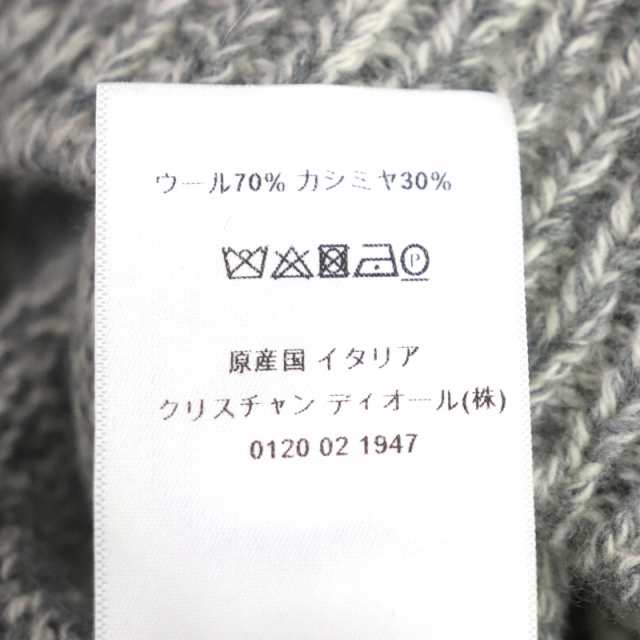 ウール70% カシミヤ30%
P
原産国 イタリア
クリスチャン ディオール(株)
0120 02 1947